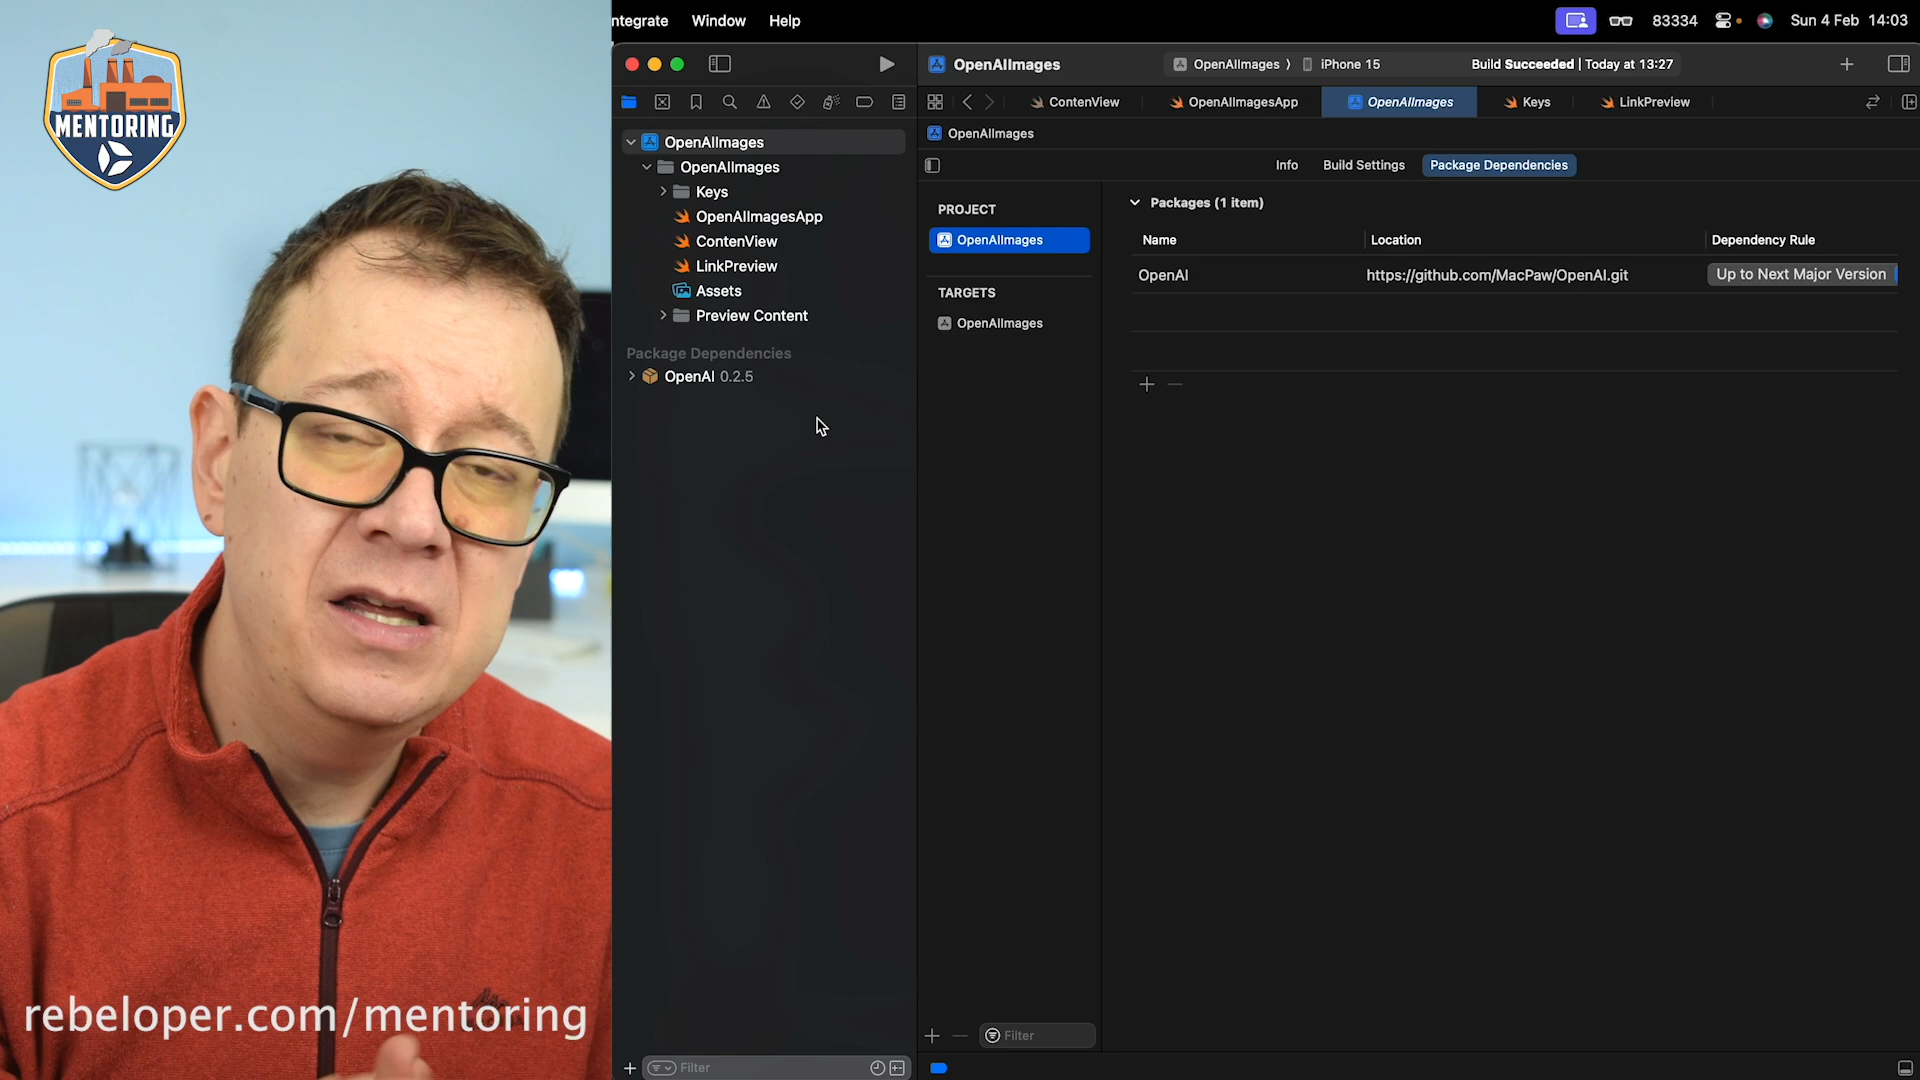 MENTORING
ntegrate Window Help
83334 Sun 4 Feb 14:03
OpenAIImages
OpenAIImages
iPhone 15
Build Succeeded | Today at 13:27
ContenView
OpenAIImagesApp
OpenAIImages
Keys
LinkPreview
OpenAIImages
OpenAIImages
Keys
OpenAIImagesApp
ContenView
LinkPreview
Assets
Preview Content
Package Dependencies
OpenAI 0.2.5
Filter
OpenAIImages
Info Build Settings Package Dependencies
PROJECT
OpenAIImages
TARGETS
OpenAIImages
Filter
Packages (1 item)
Name Location Dependency Rule
OpenAI https://github.com/MacPaw/OpenAI.git Up to Next Major Version
rebeloper.com/mentoring